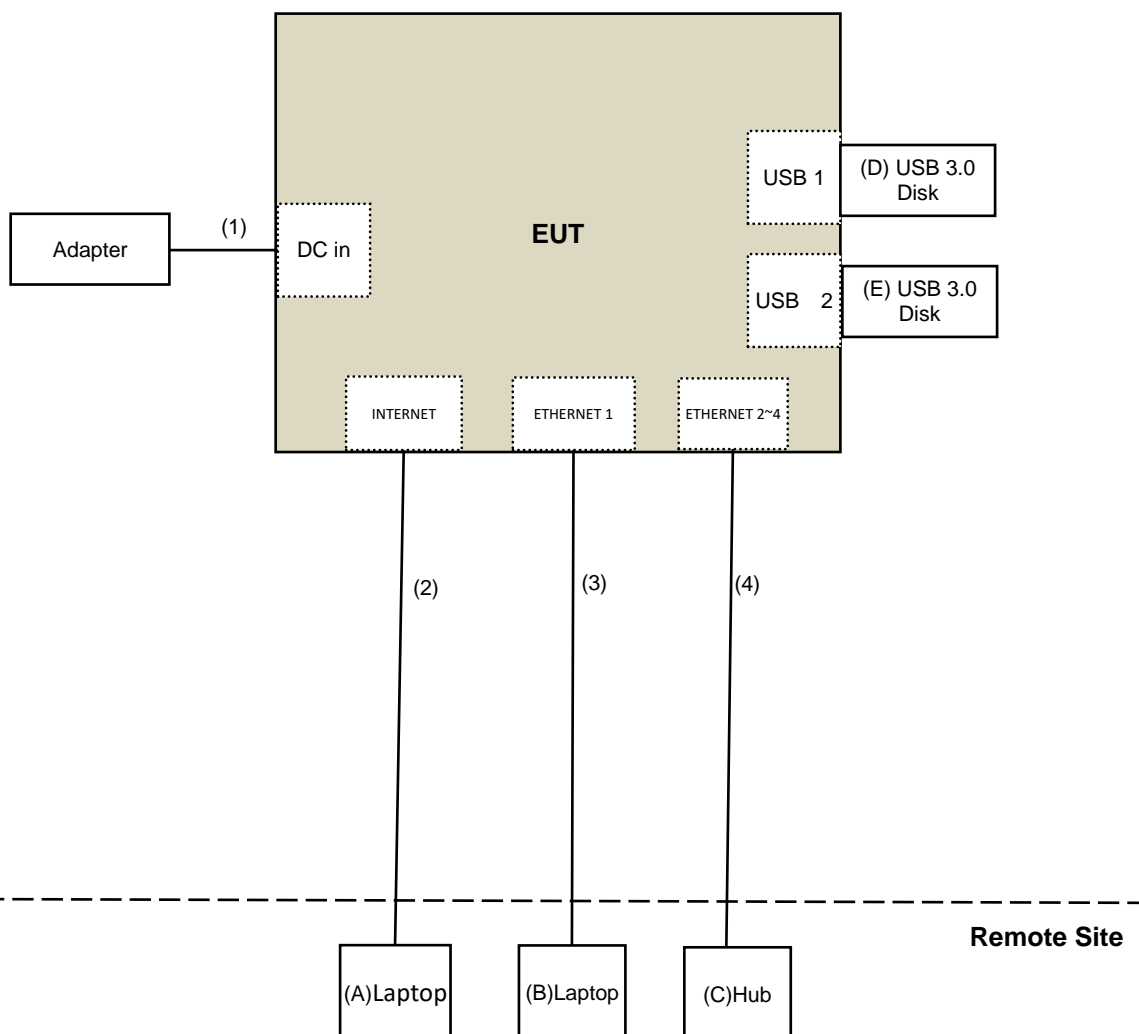 USB 1
(D) USB 3.0
Disk
Adapter
(1)
DC in
EUT
USB 2
(E) USB 3.0
Disk
INTERNET
ETHERNET 1
ETHERNET 2~4
(2)
(3)
(4)
Remote Site
(A)Laptop
(B)Laptop
(C)Hub